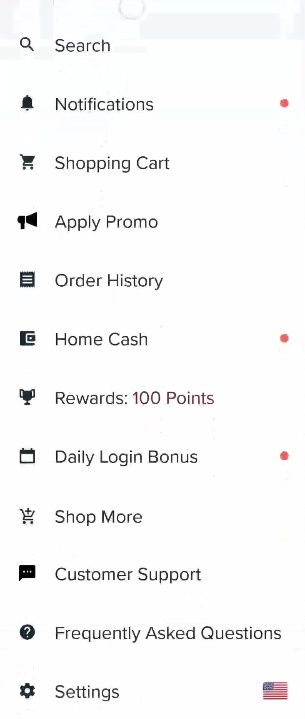 Search
Notifications
Shopping Cart
Apply Promo
Order History
Home Cash
Rewards: 100 Points
Daily Login Bonus
Shop More
Customer Support
Frequently Asked Questions
Settings